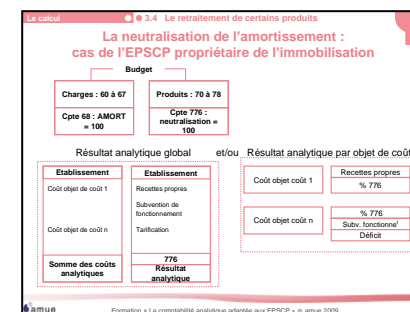 Le calcul
3.4 Le retraitement de certains produits
La neutralisation de l'amortissement :
cas de l'EPSCP propriétaire de l'immobilisation
Budget
Charges : 60 à 67
Produits : 70 à 78
Cpte 68 : AMORT
= 100
Cpte 776 :
neutralisation =
100
Résultat analytique global
et/ou
Résultat analytique par objet de coût
Etablissement
Etablissement
Coût objet de coût 1
Coût objet de coût n
Recettes propres
Subvention de
fonctionnement
Tarification
Somme des coûts
analytiques
776
Résultat
analytique
Coût objet coût 1
Recettes propres
% 776
Coût objet coût n
% 776
Subv. fonctionnet
Déficit
amue
Formation « La comptabilité analytique adaptée aux EPSCP » © amue 2009